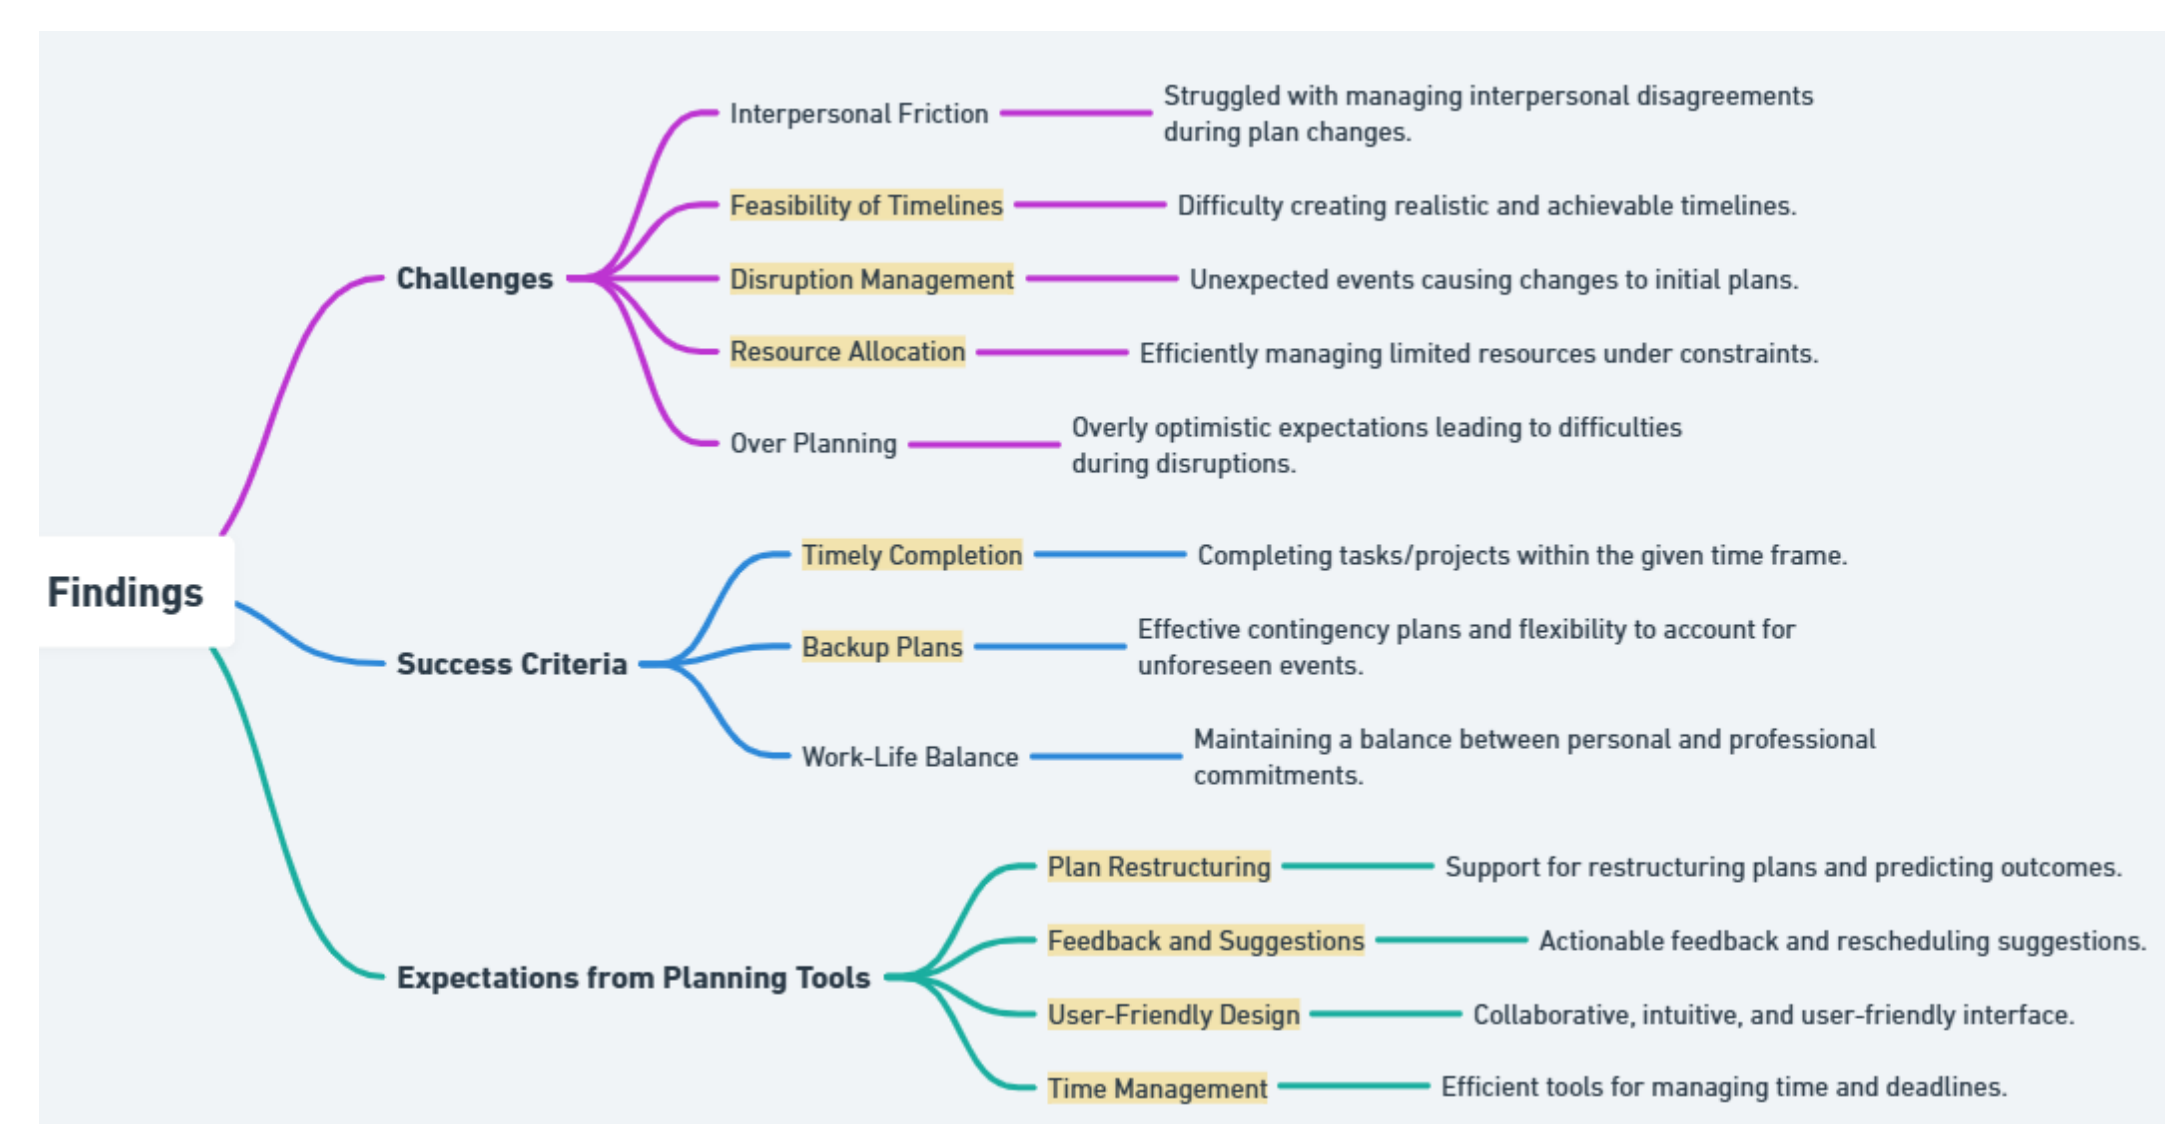 Findings
Challenges
Interpersonal Friction
Struggled with managing interpersonal disagreements
during plan changes.
Feasibility of Timelines
Difficulty creating realistic and achievable timelines.
Disruption Management
Unexpected events causing changes to initial plans.
Resource Allocation
Efficiently managing limited resources under constraints.
Over Planning
Overly optimistic expectations leading to difficulties
during disruptions.
Success Criteria
Timely Completion
Completing tasks/projects within the given time frame.
Backup Plans
Effective contingency plans and flexibility to account for
unforeseen events.
Work-Life Balance
Maintaining a balance between personal and professional
commitments.
Expectations from Planning Tools
Plan Restructuring
Support for restructuring plans and predicting outcomes.
Feedback and Suggestions
Actionable feedback and rescheduling suggestions.
User-Friendly Design
Collaborative, intuitive, and user-friendly interface.
Time Management
Efficient tools for managing time and deadlines.